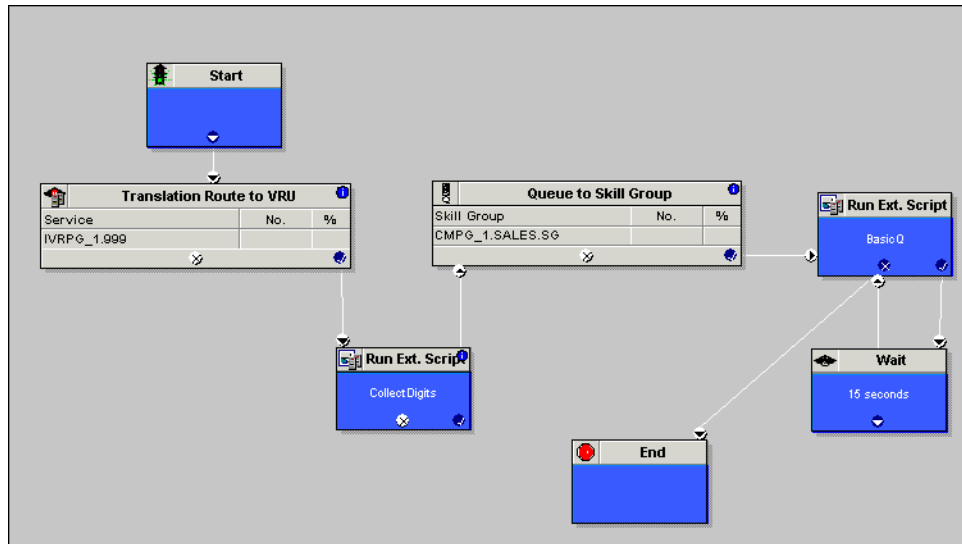 Start
Translation Route to VRU
Service No. %
IVRPG_1.999
Queue to Skill Group
Skill Group No. %
CMPG_1.SALES.SG
Run Ext. Script
BasicQ
Run Ext. Script
CollectDigits
Wait
15 seconds
End